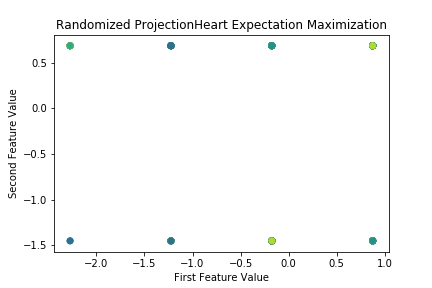 Randomized ProjectionHeart Expectation Maximization
Second Feature Value
0.5
0.0
−0.5
−1.0
−1.5
−2.0 −1.5 −1.0 −0.5 0.0 0.5 1.0
First Feature Value